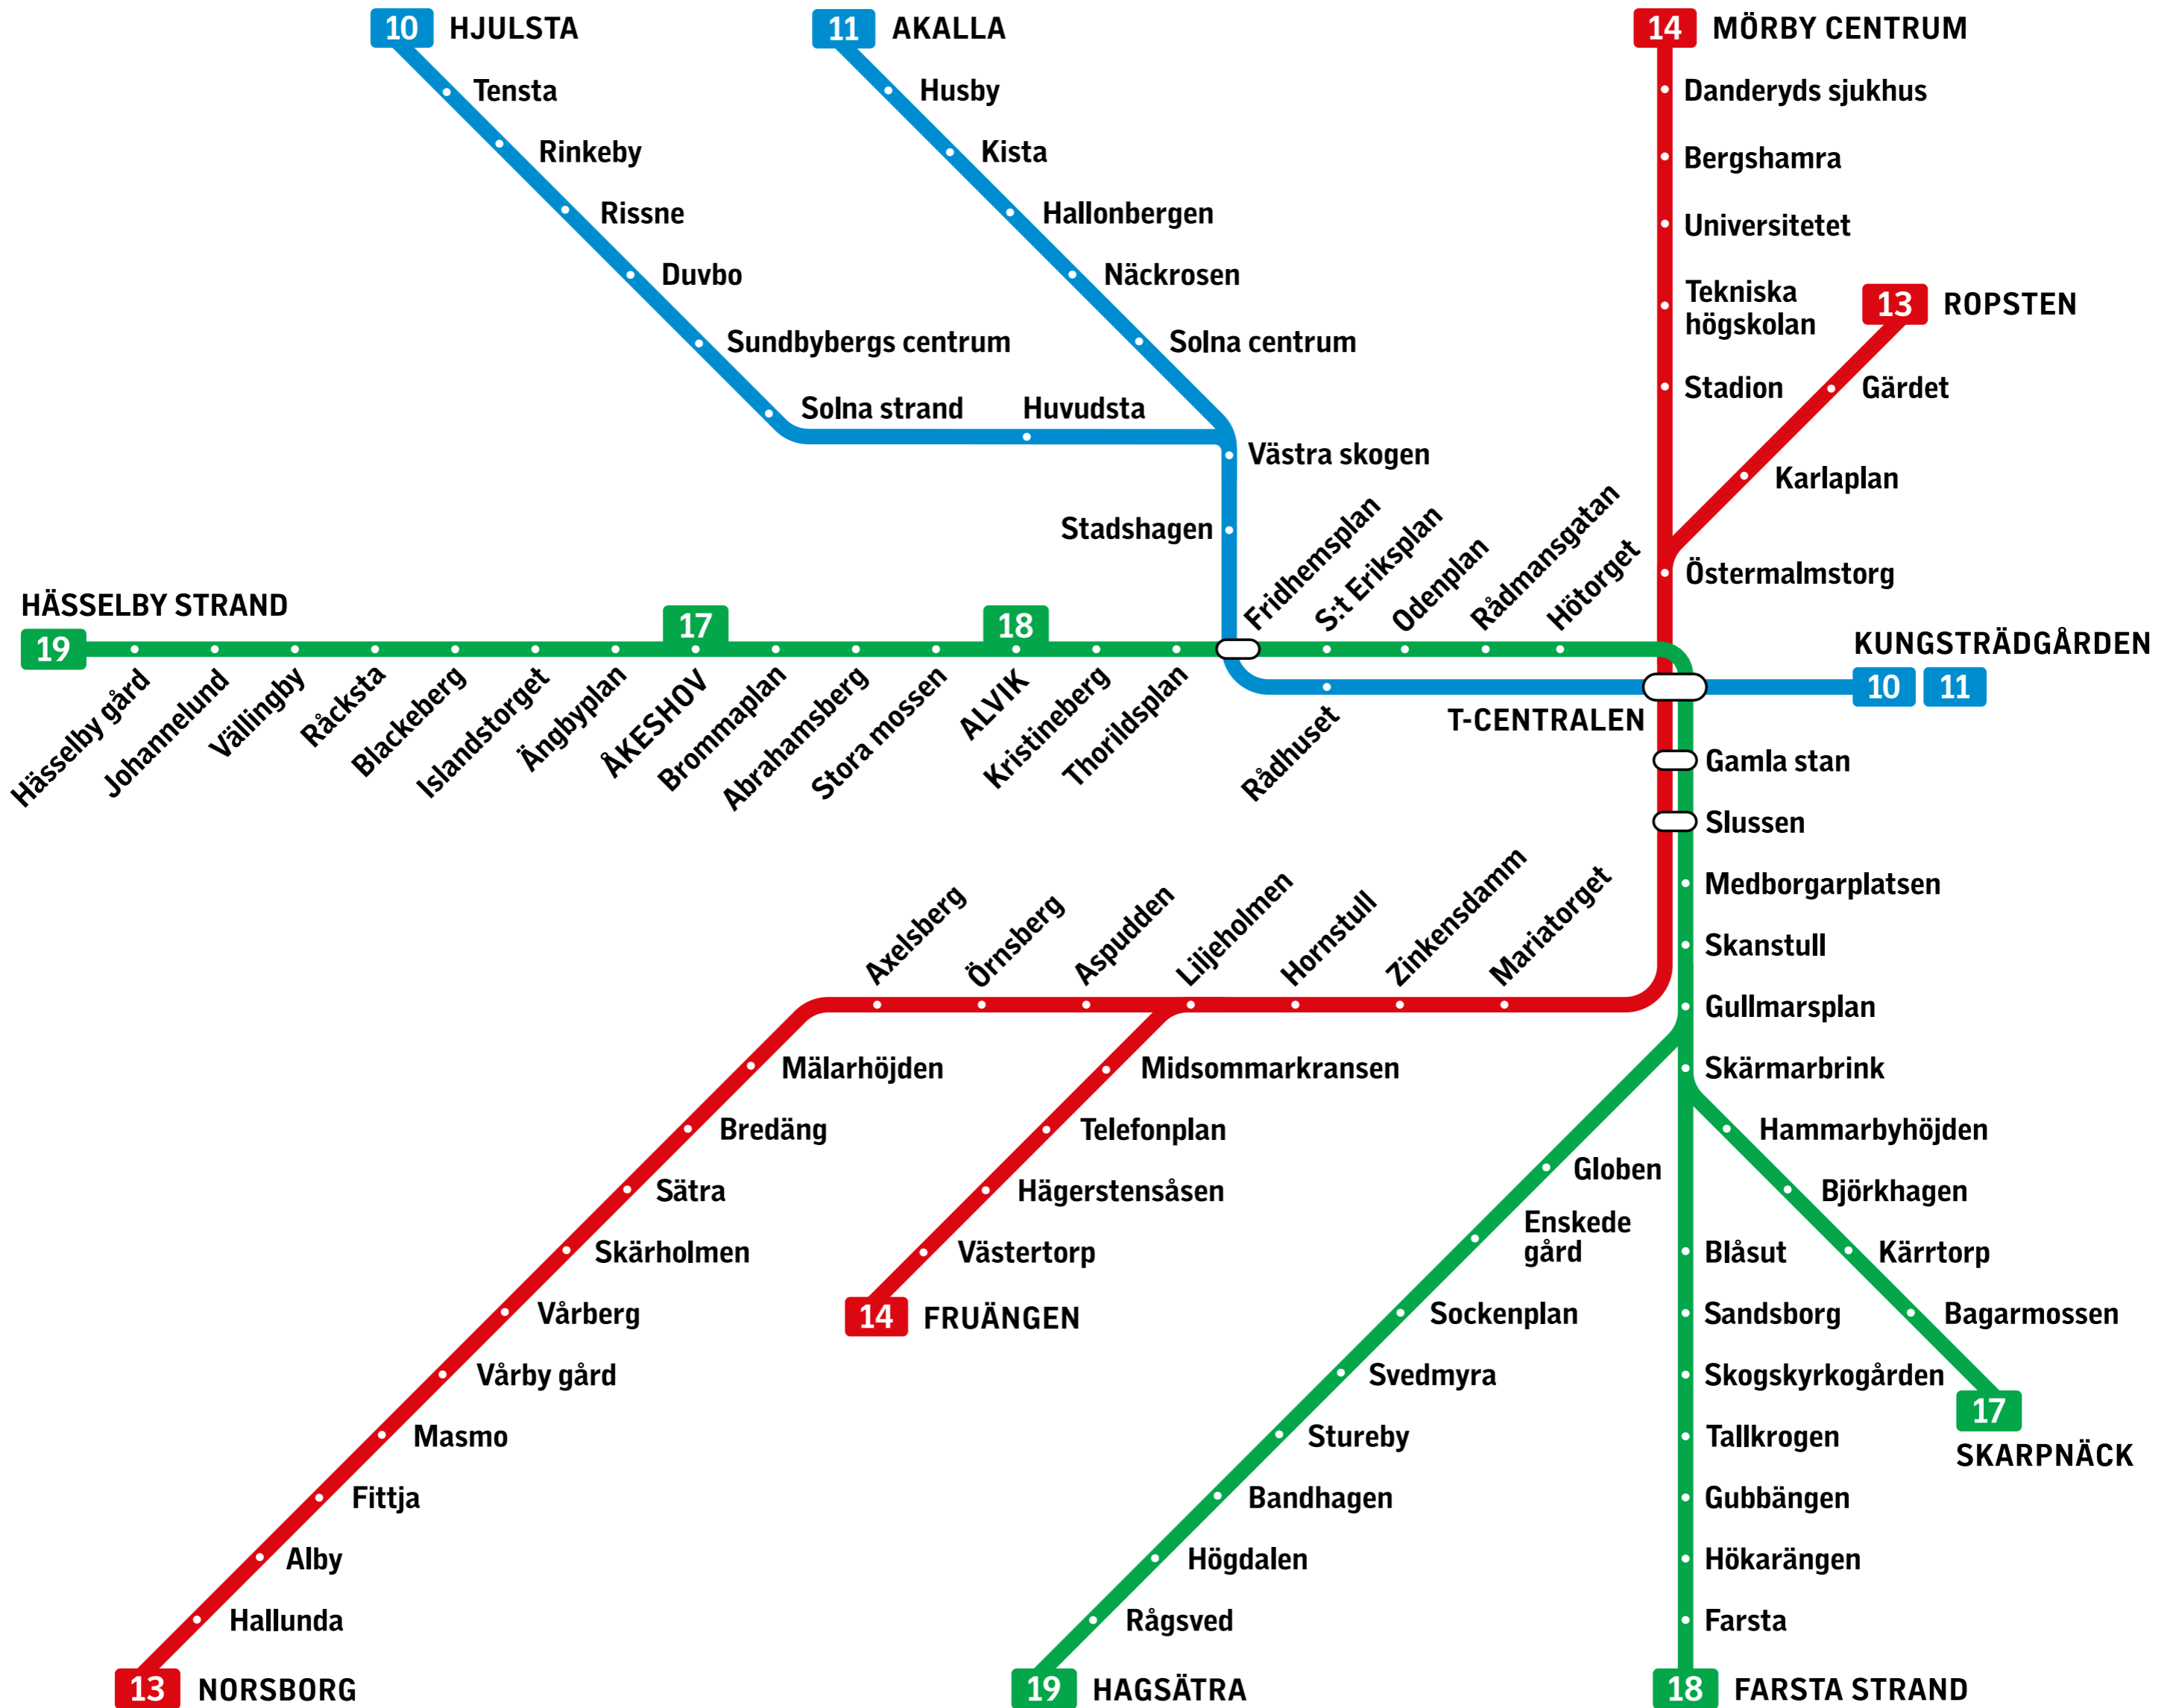 10 HJULSTA
Tensta
Rinkeby
Rissne
Duvbo
Sundbybergs centrum
Solna strand
Huvudsta
11 AKALLA
Husby
Kista
Hallonbergen
Näckrosen
Solna centrum
Västra skogen
Stadshagen
14 MÖRBY CENTRUM
Danderyds sjukhus
Bergshamra
Universitetet
Tekniska
högskolan
Stadion
13 ROPSTEN
Gärdet
Karlaplan
Östermalmstorg
HÄSSELBY STRAND
19
Hässelby gård
Johannelund
Vällingby
Råcksta
Blackeberg
Islandstorget
Ängbyplan
17
ÅKESHOV
Brommaplan
Abrahamsberg
Stora mossen
18
ALVIK
Kristineberg
Thorildsplan
Fridhemsplan
S:t Eriksplan
Odenplan
Rådmansgatan
Hötorget
Rådhuset
T-CENTRALEN
KUNGSTRÄDGÅRDEN
10 11
Gamla stan
Slussen
Medborgarplatsen
Skanstull
Gullmarsplan
Skärmarbrink
Axelsberg
Örnsberg
Aspudden
Liljeholmen
Hornstull
Zinkensdamm
Mariatorget
Mälarhöjden
Bredäng
Sätra
Skärholmen
Vårberg
Vårby gård
Masmo
Fittja
Alby
Hallunda
13 NORSBORG
Midsommarkransen
Telefonplan
Hägerstensåsen
Västertorp
14 FRUÄNGEN
Globen
Enskede
gård
Sockenplan
Svedmyra
Stureby
Bandhagen
Högdalen
Rågsved
19 HAGSÄTRA
Blåsut
Sandsborg
Skogskyrkogården
Tallkrogen
Gubbängen
Hökarängen
Farsta
18 FARSTA STRAND
Hammarbyhöjden
Björkhagen
Kärrtorp
Bagarmossen
17
SKARPNÄCK